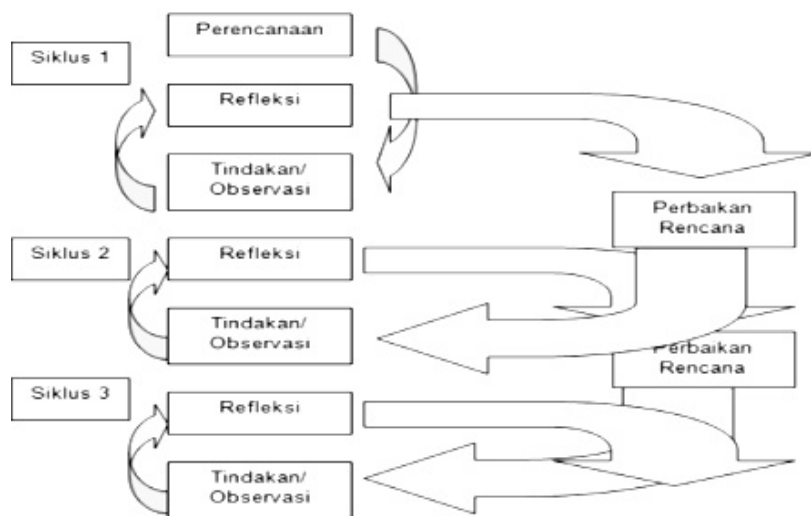 Perencanaan
Siklus 1
Refleksi
Tindakan/
Observasi
Perbaikan
Rencana
Siklus 2
Refleksi
Tindakan/
Observasi
Perbaikan
Rencana
Siklus 3
Refleksi
Tindakan/
Observasi